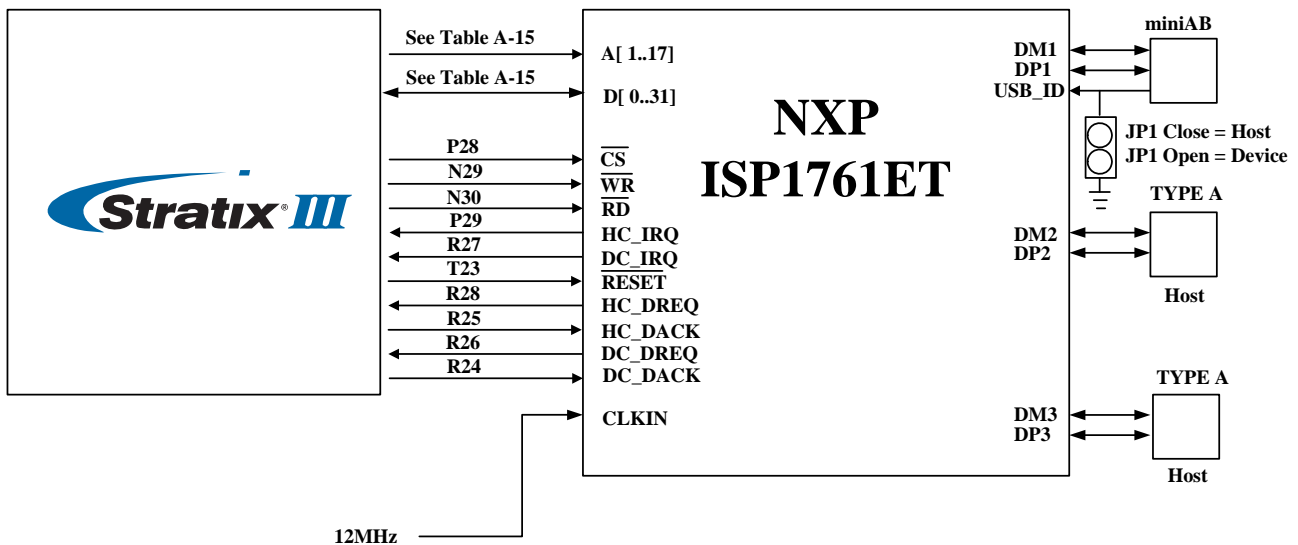 See Table A-15
See Table A-15
P28
N29
N30
P29
R27
T23
R28
R25
R26
R24
12MHz
Stratix® III
A[ 1..17]
D[ 0..31]
CS
WR
RD
HC_IRQ
DC_IRQ
RESET
HC_DREQ
HC_DACK
DC_DREQ
DC_DACK
CLKIN
NXP
ISP1761ET
DM1
DP1
USB_ID
DM2
DP2
DM3
DP3
miniAB
JP1 Close = Host
JP1 Open = Device
TYPE A
Host
TYPE A
Host